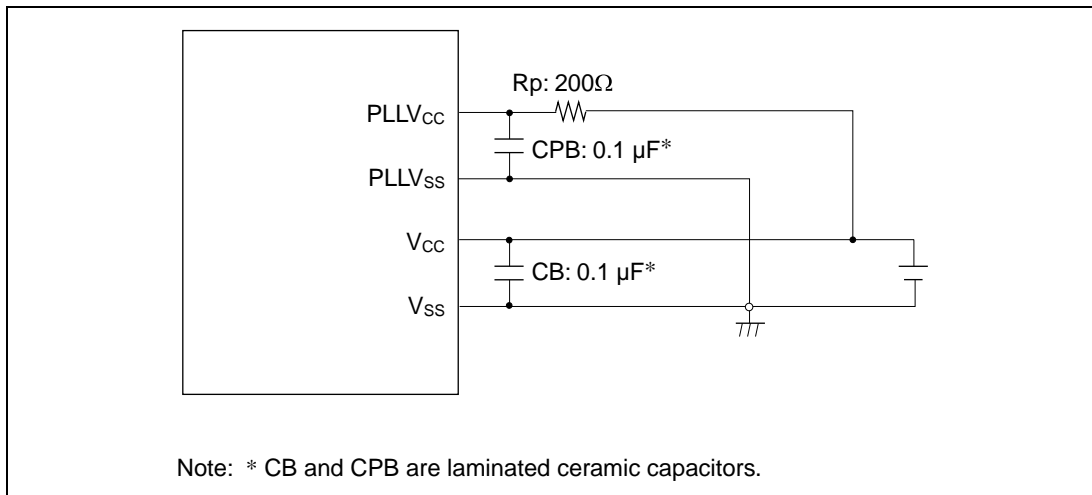 Rp: 200Ω
PLLVCC
CPB: 0.1 µF*
PLLVSS
VCC
CB: 0.1 µF*
VSS
Note: * CB and CPB are laminated ceramic capacitors.